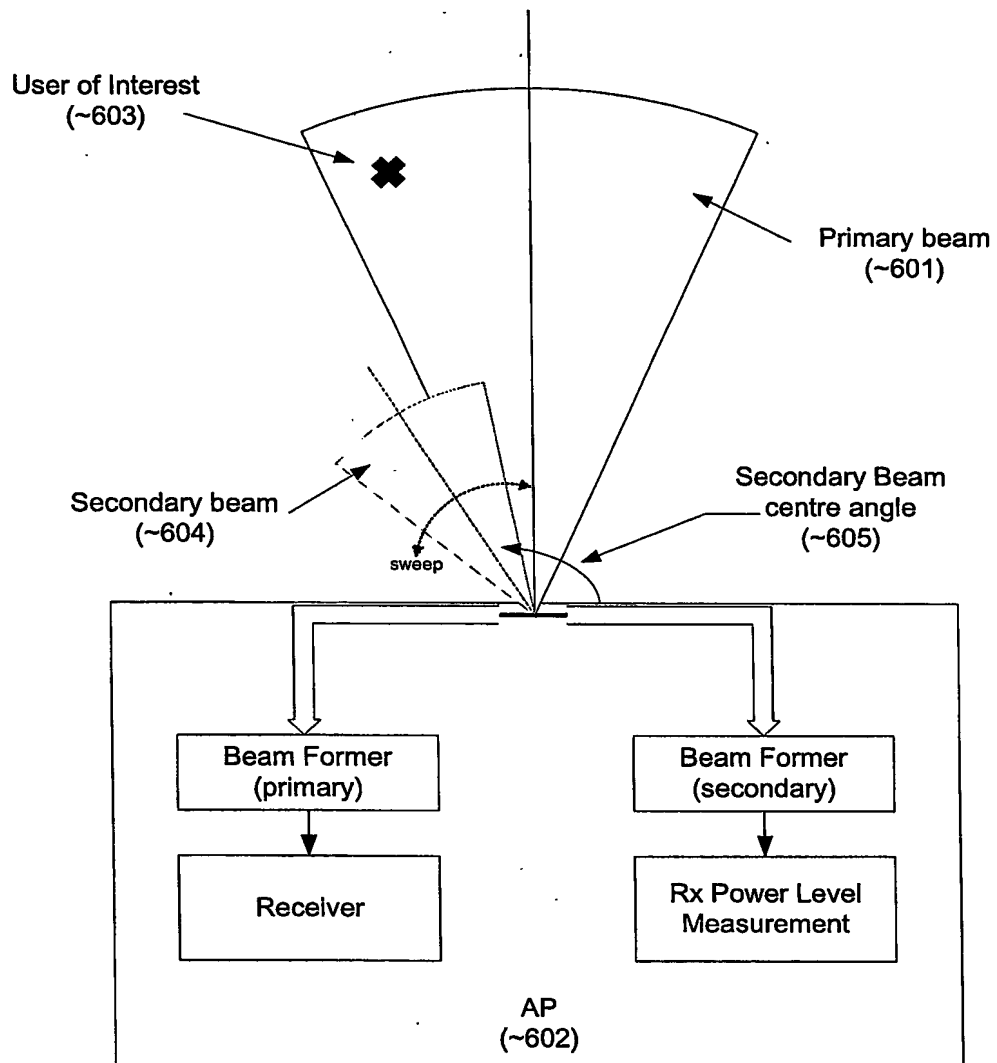 User of Interest
(~603)
Primary beam
(~601)
Secondary beam
(~604)
Secondary Beam
centre angle
(~605)
sweep
Beam Former
(primary)
Beam Former
(secondary)
Receiver
Rx Power Level
Measurement
AP
(~602)